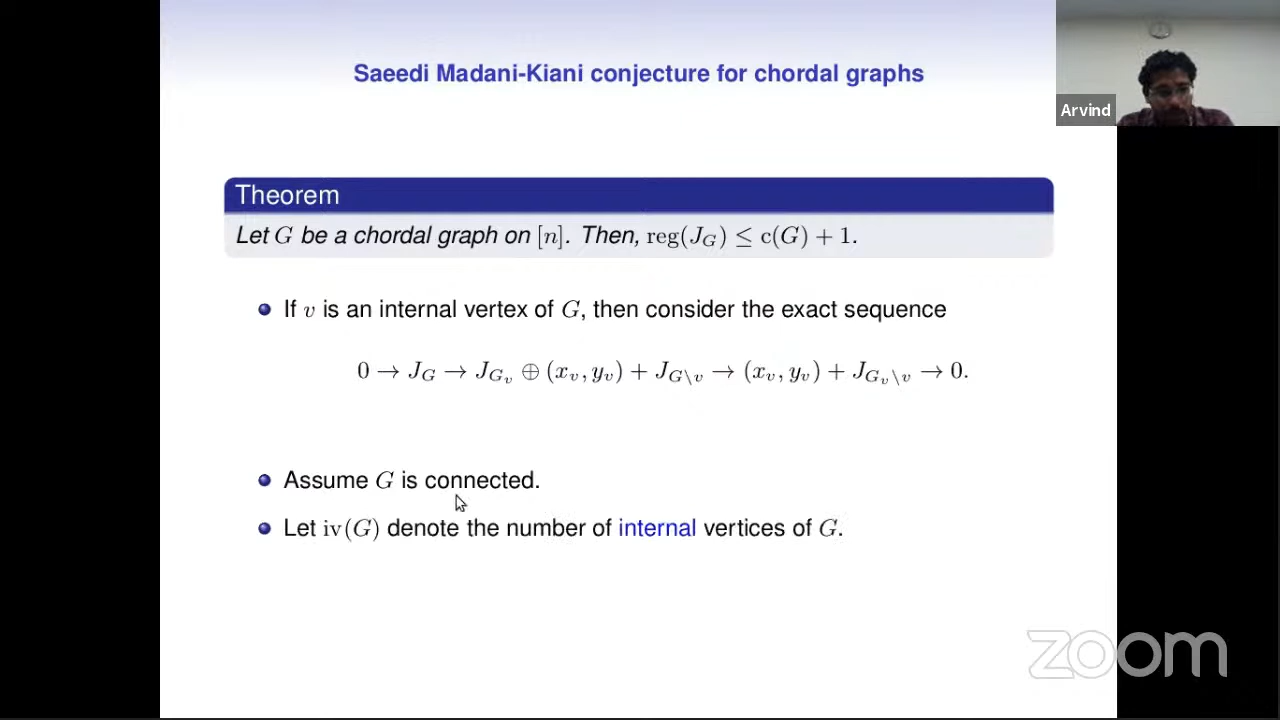 Saeedi Madani-Kiani conjecture for chordal graphs
Arvind
Theorem
Let G be a chordal graph on [n]. Then, reg(J_G) ≤ c(G) + 1.
If v is an internal vertex of G, then consider the exact sequence
0 → J_G → J_{G_v} ⊕ (x_v, y_v) + J_{G\v} → (x_v, y_v) + J_{G_v\v} → 0.
Assume G is connected.
Let iv(G) denote the number of internal vertices of G.
zoom